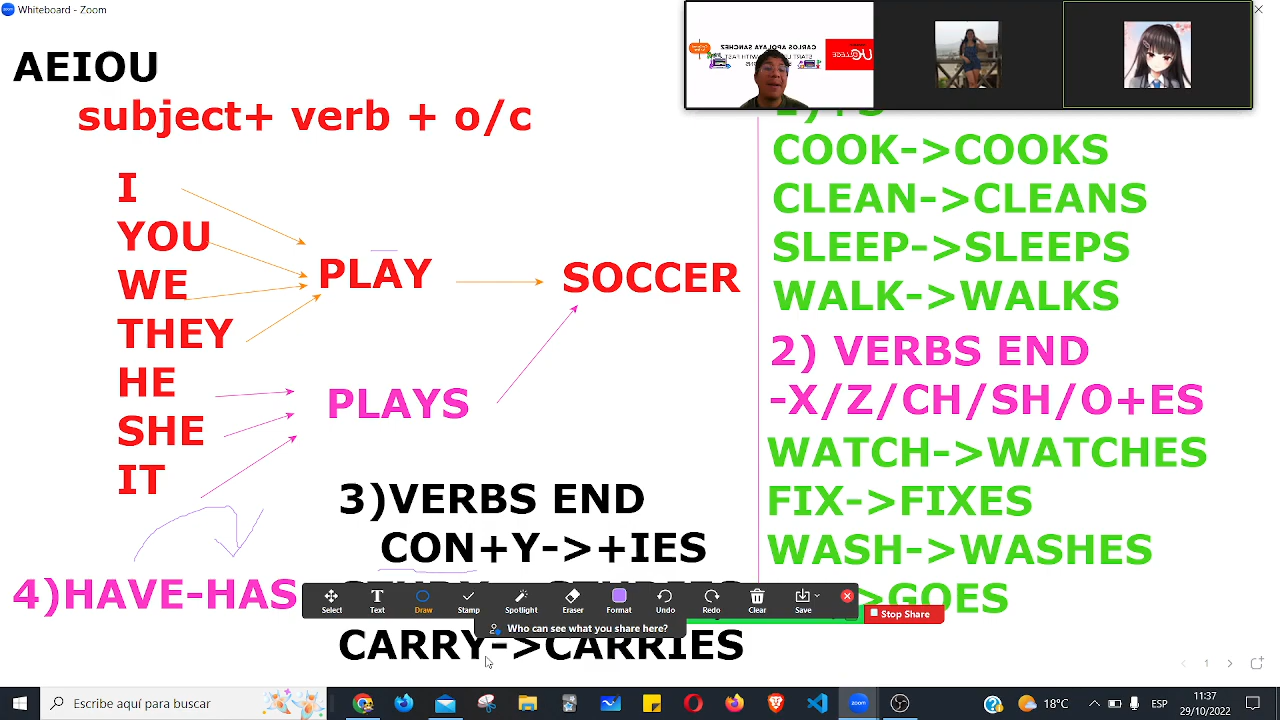 Whiteboard - Zoom
AEIOU
subject+ verb + o/c
I
YOU
WE
THEY
HE
SHE
IT
PLAY
SOCCER
PLAYS
3)VERBS END
CON+Y->+IES
CARRY->CARRIES
4)HAVE-HAS
COOK->COOKS
CLEAN->CLEANS
SLEEP->SLEEPS
WALK->WALKS
2) VERBS END
-X/Z/CH/SH/O+ES
WATCH->WATCHES
FIX->FIXES
WASH->WASHES
->GOES
CARLOS APOLAYA SANCHEZ
Select
Text
Draw
Stamp
Spotlight
Eraser
Format
Undo
Redo
Clear
Save
Stop Share
Who can see what you share here?
1
Escribe aquí para buscar
18°C
ESP
11:37
29/10/2022